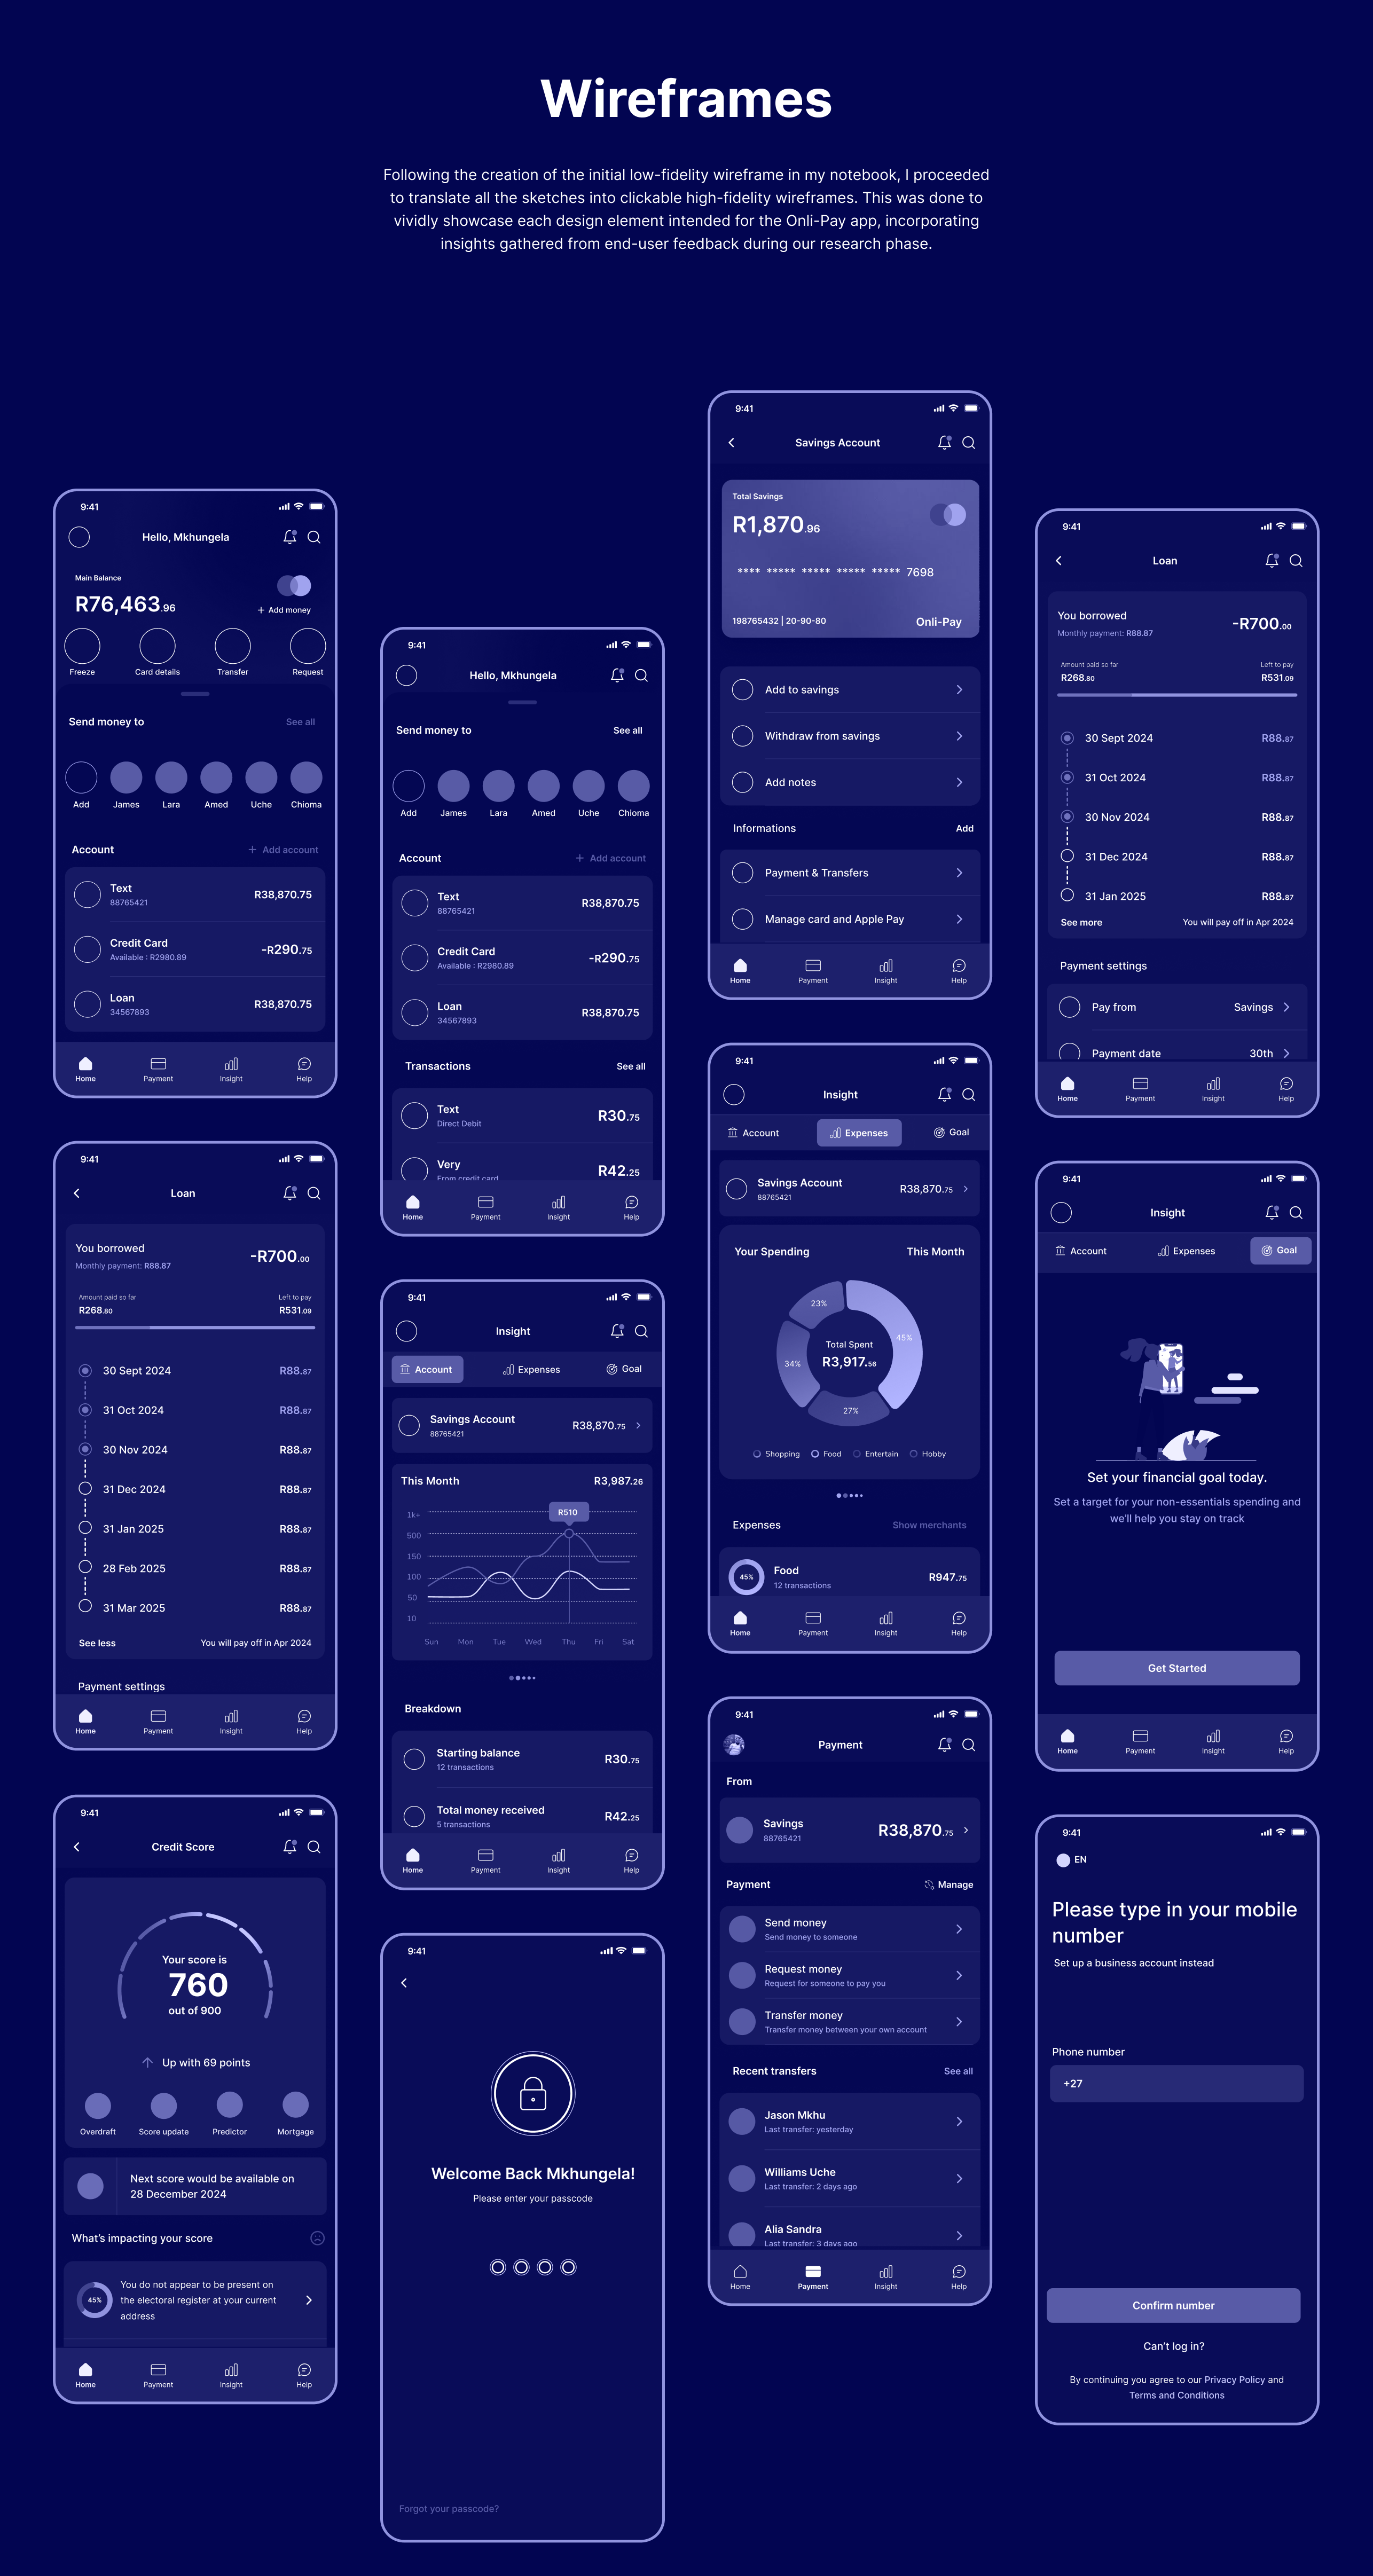 Wireframes
Following the creation of the initial low-fidelity wireframe in my notebook, I proceeded
to translate all the sketches into clickable high-fidelity wireframes. This was done to
vividly showcase each design element intended for the Onli-Pay app, incorporating
insights gathered from end-user feedback during our research phase.
9:41
Hello, Mkhungela
Main Balance
R76,463.96
+ Add money
Freeze Card details Transfer Request
Send money to See all
Add James Lara Amed Uche Chioma
Account + Add account
Text
88765421
R38,870.75
Credit Card
Available : R2980.89
-R290.75
Loan
34567893
R38,870.75
Home Payment Insight Help
9:41
Loan
You borrowed
Monthly payment: R88.87
-R700.00
Amount paid so far Left to pay
R268.80 R531.09
30 Sept 2024 R88.87
31 Oct 2024 R88.87
30 Nov 2024 R88.87
31 Dec 2024 R88.87
31 Jan 2025 R88.87
28 Feb 2025 R88.87
31 Mar 2025 R88.87
See less You will pay off in Apr 2024
Payment settings
Home Payment Insight Help
9:41
Credit Score
Your score is
760
out of 900
Up with 69 points
Overdraft Score update Predictor Mortgage
Next score would be available on
28 December 2024
What's impacting your score
45%
You do not appear to be present on
the electoral register at your current
address
Home Payment Insight Help
9:41
Hello, Mkhungela
Send money to See all
Add James Lara Amed Uche Chioma
Account + Add account
Text
88765421
R38,870.75
Credit Card
Available : R2980.89
-R290.75
Loan
34567893
R38,870.75
Transactions See all
Text
Direct Debit
R30.75
Very
From credit card
R42.25
Home Payment Insight Help
9:41
Insight
Account Expenses Goal
Savings Account
88765421
R38,870.75
This Month R3,987.26
R510
1k+
500
150
100
50
10
Sun Mon Tue Wed Thu Fri Sat
Breakdown
Starting balance
12 transactions
R30.75
Total money received
5 transactions
R42.25
Home Payment Insight Help
9:41
Welcome Back Mkhungela!
Please enter your passcode
Forgot your passcode?
9:41
Savings Account
Total Savings
R1,870.96
**** ***** ***** ***** ***** 7698
198765432 | 20-90-80 Onli-Pay
Add to savings
Withdraw from savings
Add notes
Informations Add
Payment & Transfers
Manage card and Apple Pay
Home Payment Insight Help
9:41
Insight
Account Expenses Goal
Savings Account
88765421
R38,870.75
Your Spending This Month
23%
45%
34%
27%
Total Spent
R3,917.56
Shopping Food Entertain Hobby
Expenses Show merchants
45%
Food
12 transactions
R947.75
Home Payment Insight Help
9:41
Payment
From
Savings
88765421
R38,870.75
Payment Manage
Send money
Send money to someone
Request money
Request for someone to pay you
Transfer money
Transfer money between your own account
Recent transfers See all
Jason Mkhu
Last transfer: yesterday
Williams Uche
Last transfer: 2 days ago
Alia Sandra
Last transfer: 3 days ago
Home Payment Insight Help
9:41
Loan
You borrowed
Monthly payment: R88.87
-R700.00
Amount paid so far Left to pay
R268.80 R531.09
30 Sept 2024 R88.87
31 Oct 2024 R88.87
30 Nov 2024 R88.87
31 Dec 2024 R88.87
31 Jan 2025 R88.87
See more You will pay off in Apr 2024
Payment settings
Pay from Savings
Payment date 30th
Home Payment Insight Help
9:41
Insight
Account Expenses Goal
Set your financial goal today.
Set a target for your non-essentials spending and
we'll help you stay on track
Get Started
Home Payment Insight Help
9:41
EN
Please type in your mobile
number
Set up a business account instead
Phone number
+27
Confirm number
Can't log in?
By continuing you agree to our Privacy Policy and
Terms and Conditions